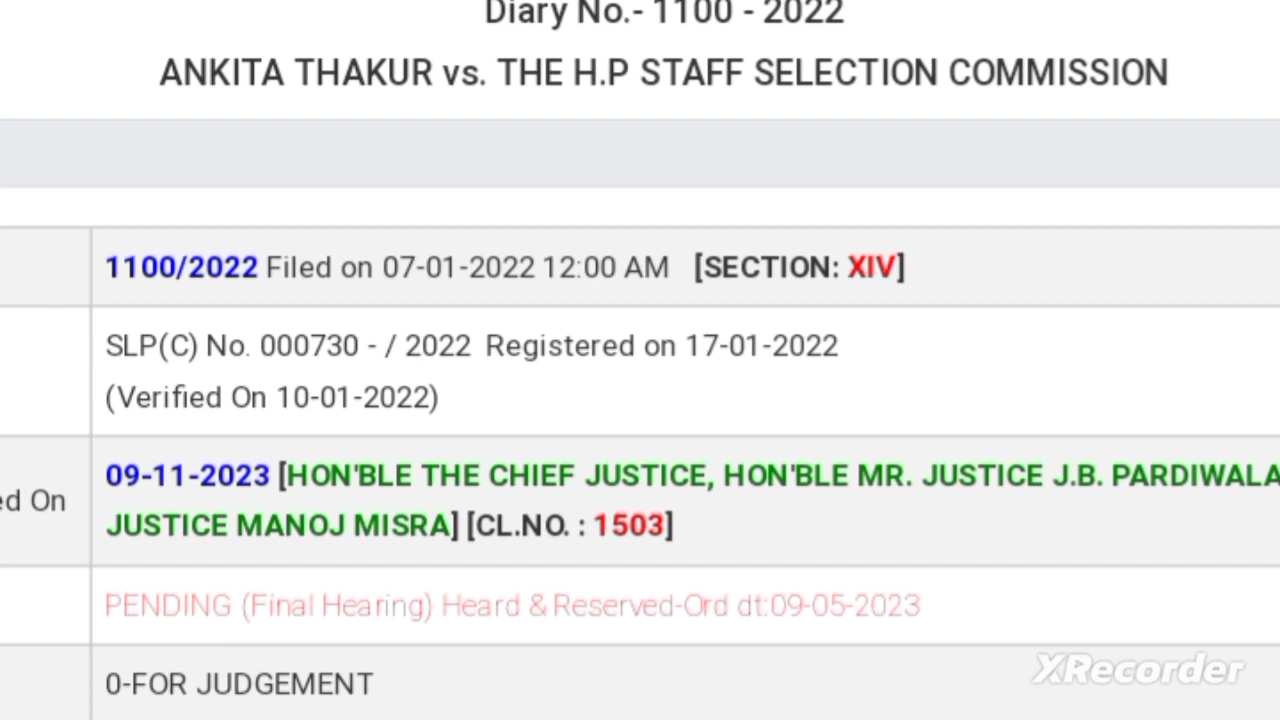 Diary No.- 1100 - 2022
ANKITA THAKUR vs. THE H.P STAFF SELECTION COMMISSION
1100/2022 Filed on 07-01-2022 12:00 AM [SECTION: XIV]
SLP(C) No. 000730 - / 2022 Registered on 17-01-2022
(Verified On 10-01-2022)
09-11-2023 [HON'BLE THE CHIEF JUSTICE, HON'BLE MR. JUSTICE J.B. PARDIWALA
ed On
JUSTICE MANOJ MISRA] [CL.NO. : 1503]
PENDING (Final Hearing) Heard & Reserved-Ord dt:09-05-2023
0-FOR JUDGEMENT
XRecorder